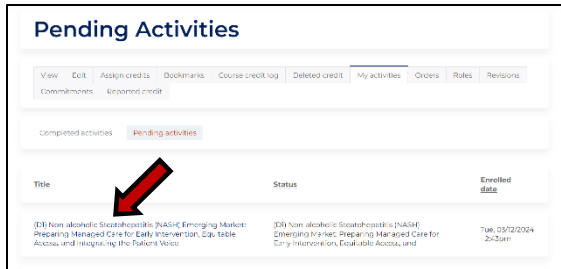 Pending Activities
View Edit Assign credits Bookmarks Course credit log Deleted credit My activities Orders Roles Revisions
Commitments Reported credit
Completed activities Pending activities
Title Status Enrolled date
(D1) Non-alcoholic Steatohepatitis (NASH) Emerging Market:
Preparing Managed Care for Early Intervention, Equitable
Access, and Integrating the Patient Voice
(D1) Non-alcoholic Steatohepatitis (NASH)
Emerging Market: Preparing Managed Care for
Early Intervention, Equitable Access, and
Tue, 03/12/2024
- 2:43pm